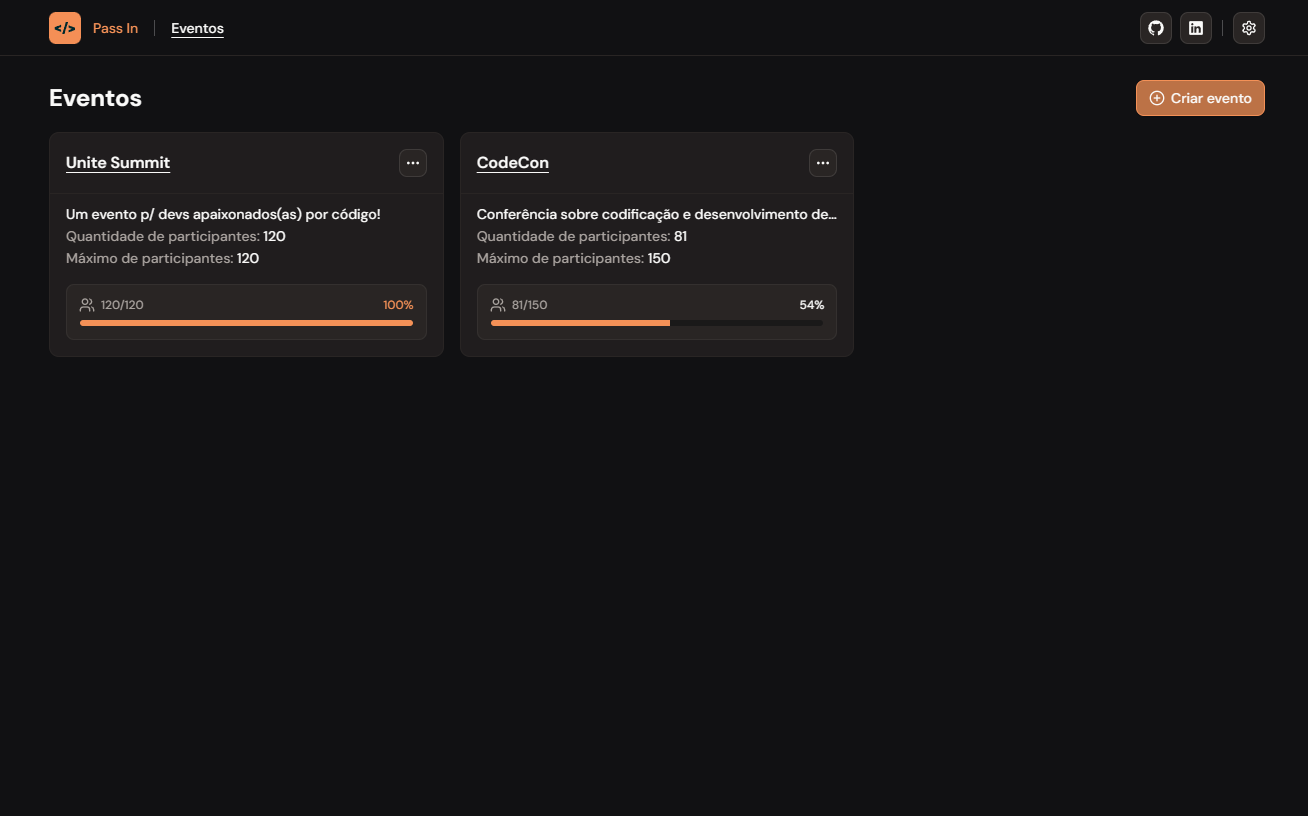 </> Pass In Eventos
Eventos
Criar evento
Unite Summit
Um evento p/ devs apaixonados(as) por código!
Quantidade de participantes: 120
Máximo de participantes: 120
120/120 100%
CodeCon
Conferência sobre codificação e desenvolvimento de...
Quantidade de participantes: 81
Máximo de participantes: 150
81/150 54%